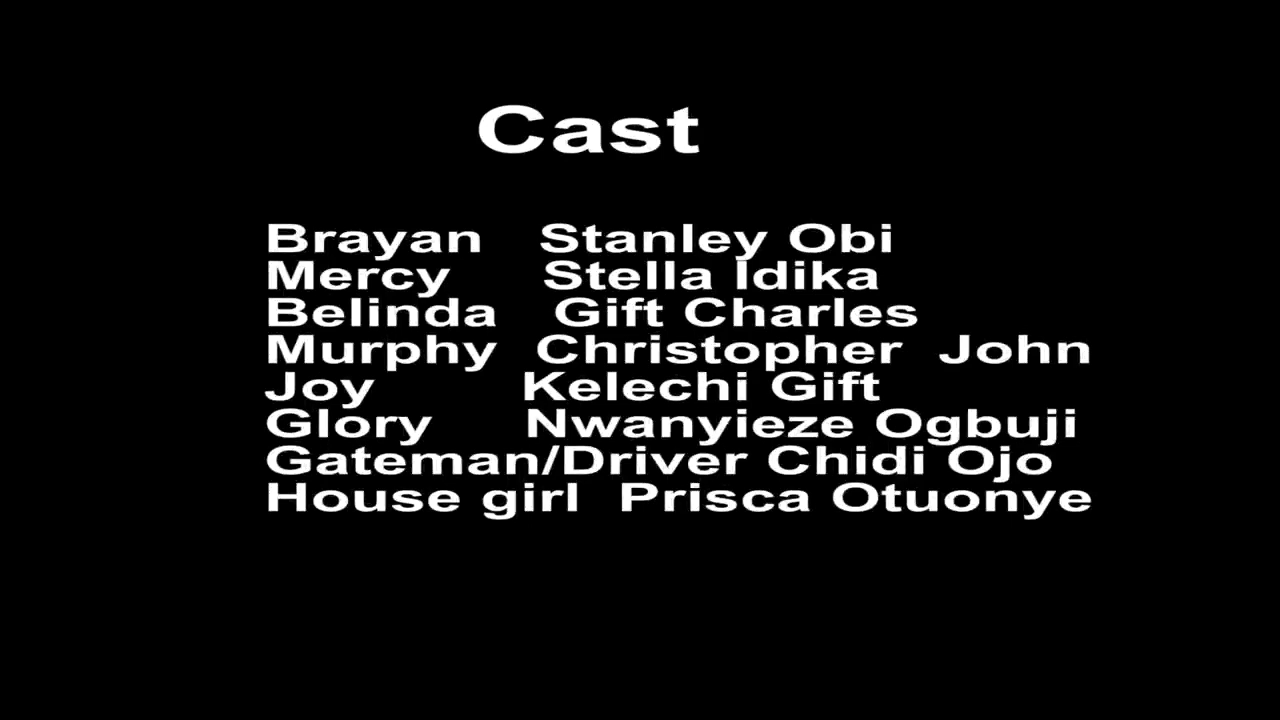 Cast
Brayan Stanley Obi
Mercy Stella Idika
Belinda Gift Charles
Murphy Christopher John
Joy Kelechi Gift
Glory Nwanyieze Ogbuji
Gateman/Driver Chidi Ojo
House girl Prisca Otuonye